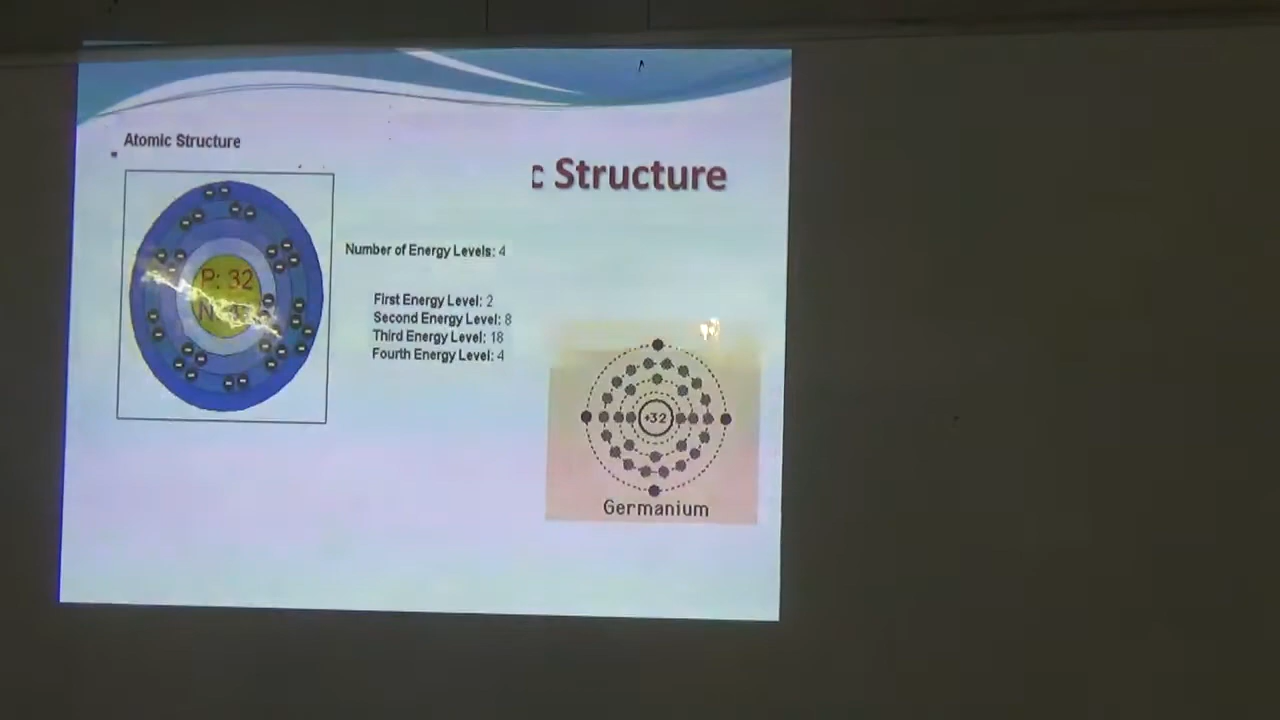 Atomic Structure
c Structure
P: 32
Number of Energy Levels: 4
First Energy Level: 2
Second Energy Level: 8
Third Energy Level: 18
Fourth Energy Level: 4
+32
Germanium